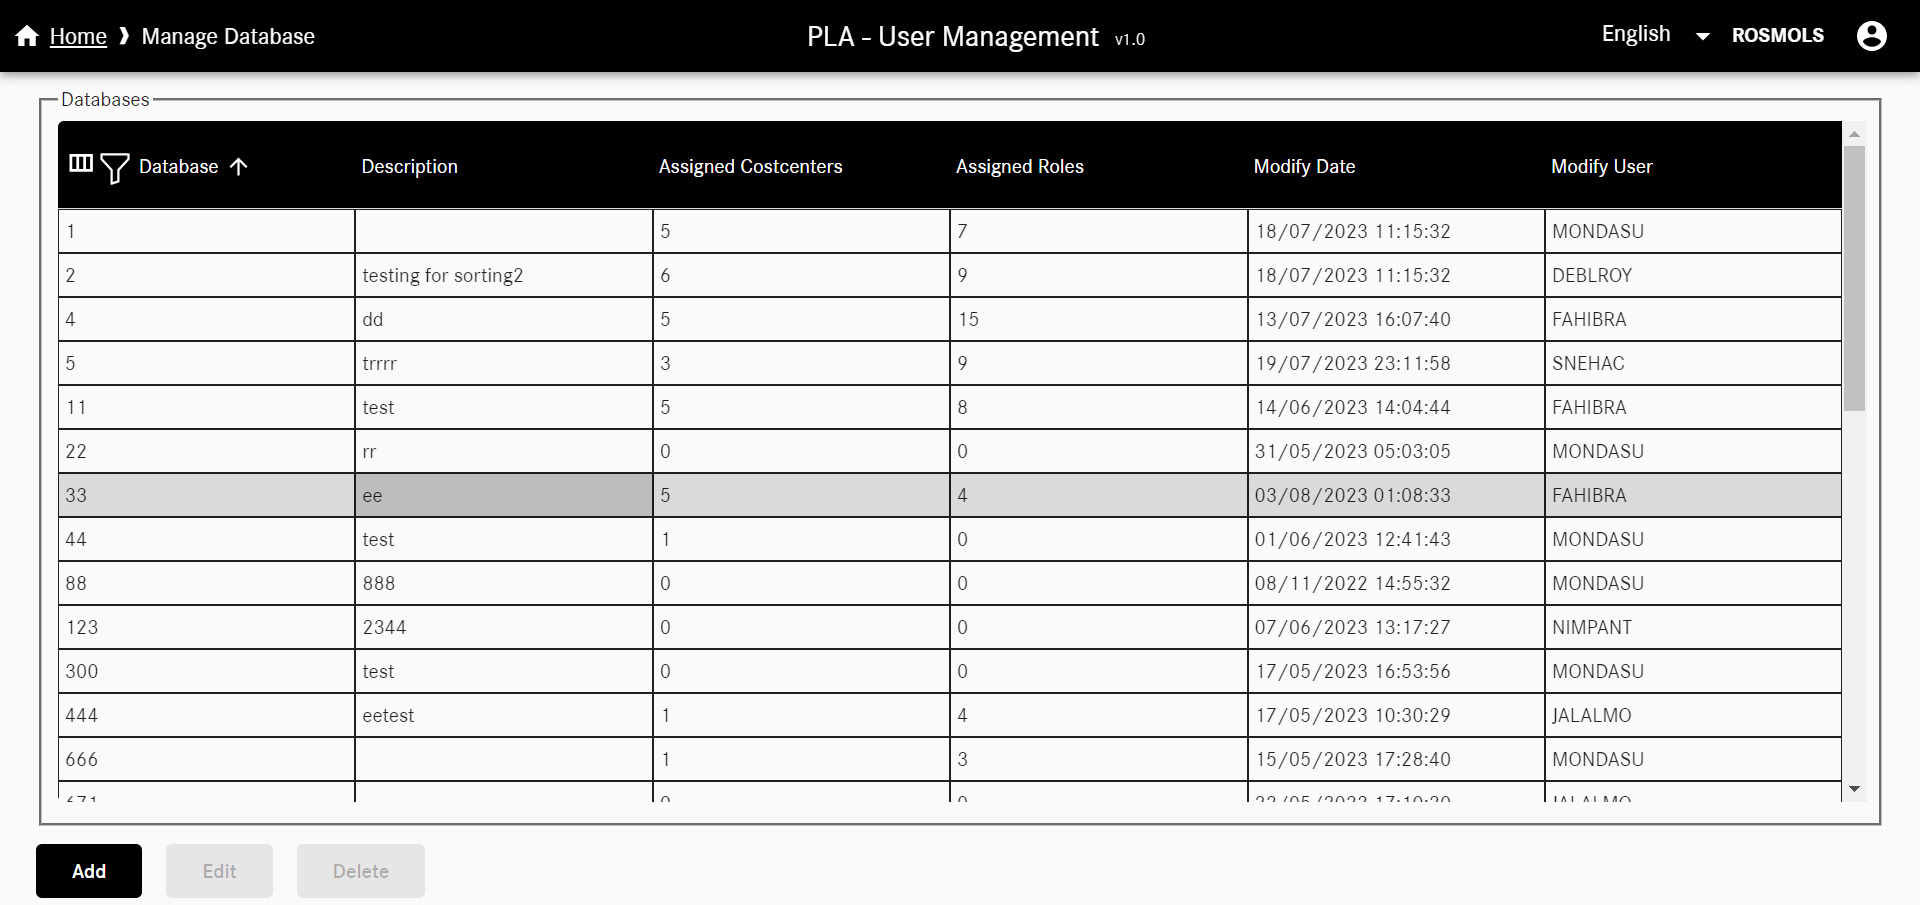 Home ❱ Manage Database PLA - User Management v1.0 English ROSMOLS
Databases
Database Description Assigned Costcenters Assigned Roles Modify Date Modify User
1 5 7 18/07/2023 11:15:32 MONDASU
2 testing for sorting2 6 9 18/07/2023 11:15:32 DEBLROY
4 dd 5 15 13/07/2023 16:07:40 FAHIBRA
5 trrrr 3 9 19/07/2023 23:11:58 SNEHAC
11 test 5 8 14/06/2023 14:04:44 FAHIBRA
22 rr 0 0 31/05/2023 05:03:05 MONDASU
33 ee 5 4 03/08/2023 01:08:33 FAHIBRA
44 test 1 0 01/06/2023 12:41:43 MONDASU
88 888 0 0 08/11/2022 14:55:32 MONDASU
123 2344 0 0 07/06/2023 13:17:27 NIMPANT
300 test 0 0 17/05/2023 16:53:56 MONDASU
444 eetest 1 4 17/05/2023 10:30:29 JALALMO
666 1 3 15/05/2023 17:28:40 MONDASU
Add Edit Delete